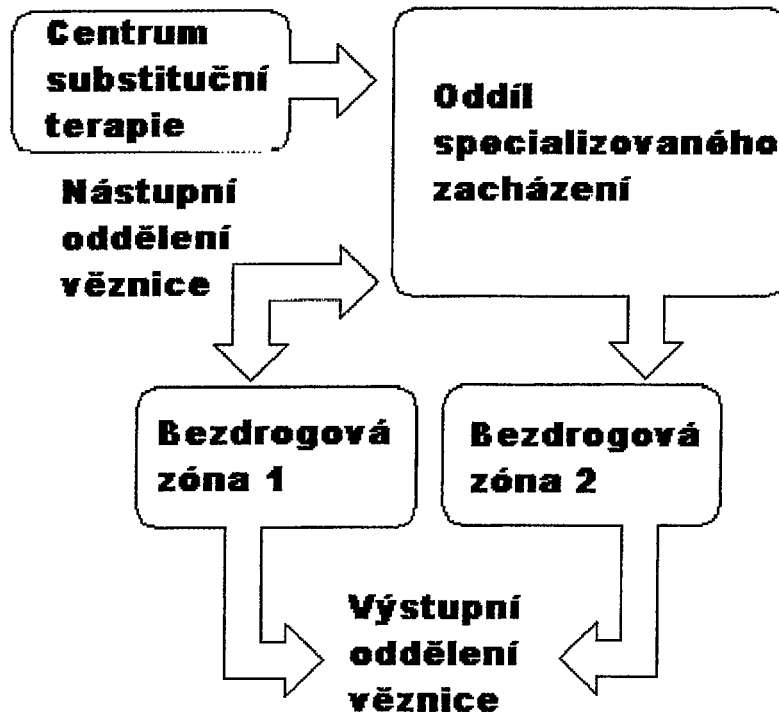 Centrum
substituční
terapie
Oddíl
specializovaného
zacházení
Nástupní
oddělení
věznice
Bezdrogová
zóna 1
Bezdrogová
zóna 2
Výstupní
oddělení
věznice